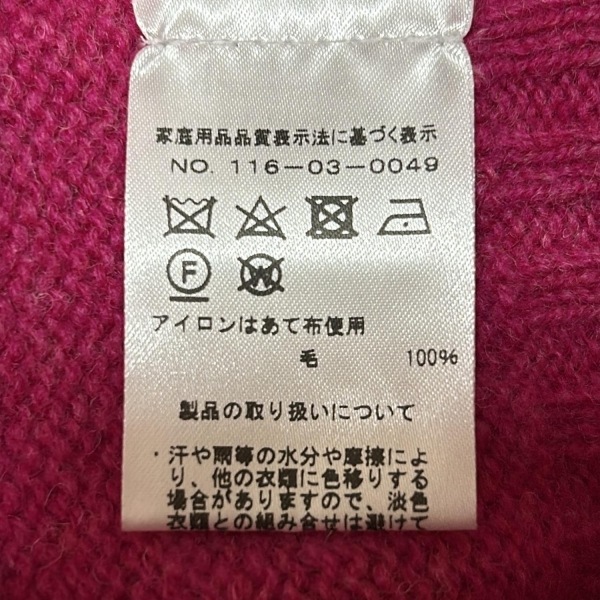 家庭用品品質表示法に基づく表示
NO. 116-03-0049
F W
アイロンはあて布使用
毛 100%
製品の取り扱いについて
・汗や雨等の水分や摩擦によ
り、他の衣類に色移りする
場合がありますので、淡色
衣類との組み合せは避けて